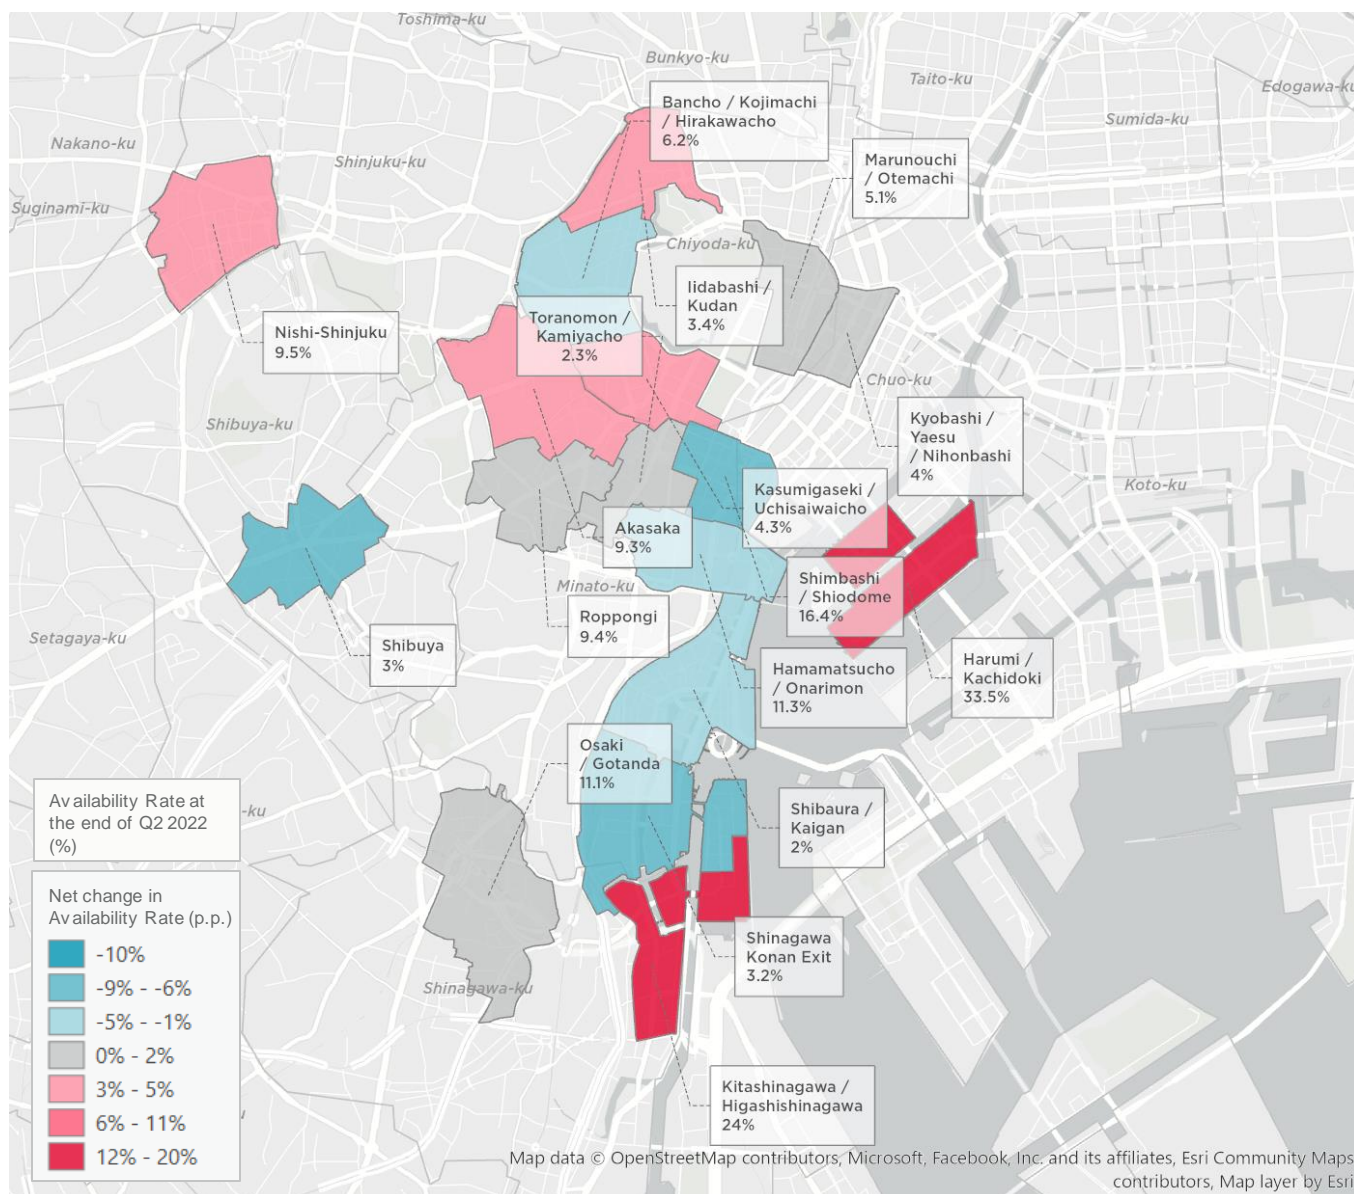 Toshima-ku
Bunkyo-ku
Taito-ku
Edogawa-ku
Sumida-ku
Nakano-ku
Shinjuku-ku
Suginami-ku
Bancho / Kojimachi
/ Hirakawacho
6.2%
Marunouchi
/ Otemachi
5.1%
Chiyoda-ku
Iidabashi /
Kudan
3.4%
Toranomon /
Kamiyacho
2.3%
Nishi-Shinjuku
9.5%
Chuo-ku
Shibuya-ku
Kyobashi /
Yaesu
/ Nihonbashi
4%
Koto-ku
Kasumigaseki /
Uchisaiwaicho
4.3%
Akasaka
9.3%
Minato-ku
Shimbashi
/ Shiodome
16.4%
Roppongi
9.4%
Setagaya-ku
Shibuya
3%
Hamamatsucho
/ Onarimon
11.3%
Harumi /
Kachidoki
33.5%
Osaki
/ Gotanda
11.1%
Shibaura /
Kaigan
2%
-ku
Availability Rate at
the end of Q2 2022
(%)
Net change in
Availability Rate (p.p.)
-10%
-9% - -6%
-5% - -1%
0% - 2%
3% - 5%
6% - 11%
12% - 20%
Shinagawa
Konan Exit
3.2%
Shinagawa-ku
Kitashinagawa /
Higashishinagawa
24%
Map data © OpenStreetMap contributors, Microsoft, Facebook, Inc. and its affiliates, Esri Community Maps
contributors, Map layer by Esri